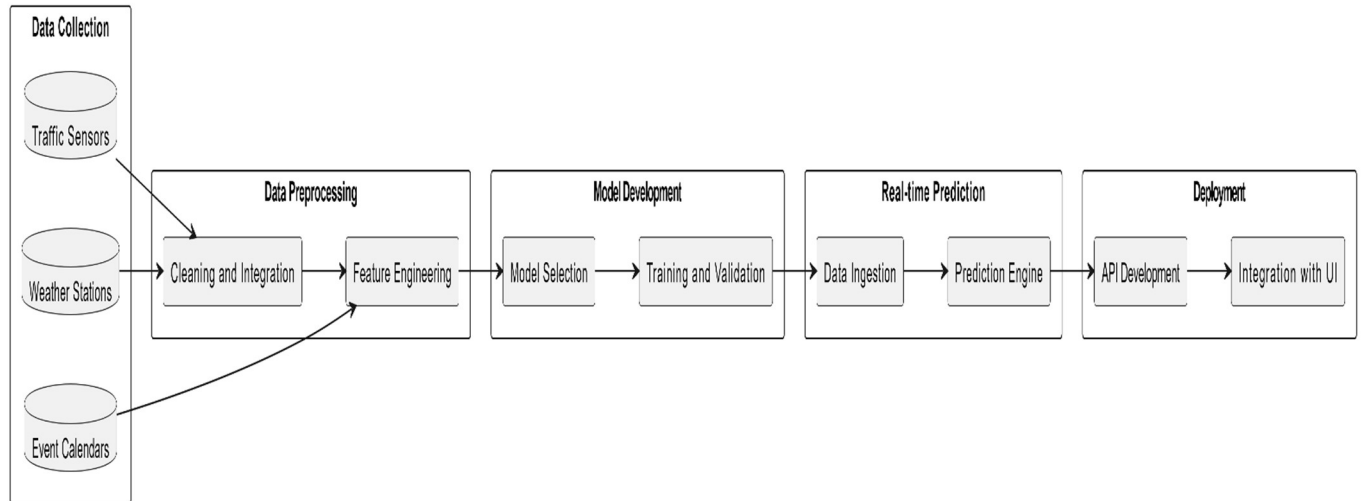 Data Collection
Traffic Sensors
Weather Stations
Event Calendars
Data Preprocessing
Cleaning and Integration
Feature Engineering
Model Development
Model Selection
Training and Validation
Real-time Prediction
Data Ingestion
Prediction Engine
Deployment
API Development
Integration with UI